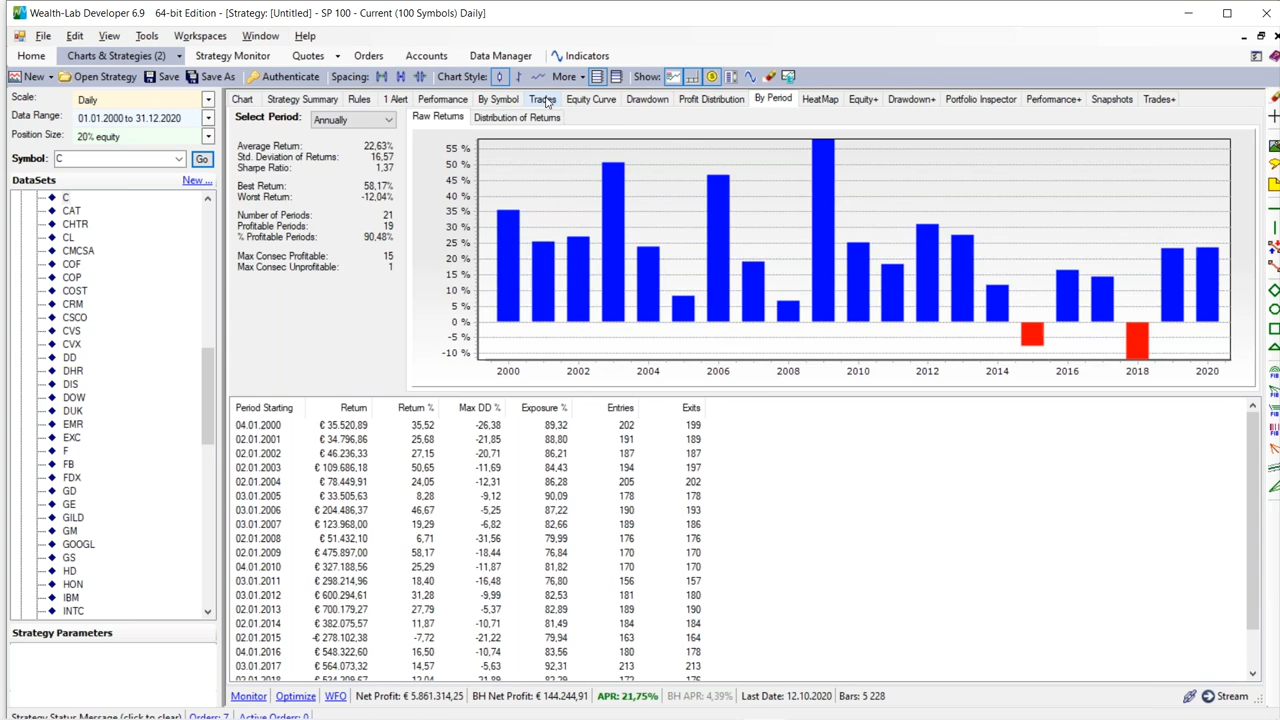 Wealth-Lab Developer 6.9    64-bit Edition - [Strategy: [Untitled] - SP 100 - Current (100 Symbols) Daily]
File Edit View Tools Workspaces Window Help
Home Charts & Strategies (2) Strategy Monitor Quotes Orders Accounts Data Manager Indicators
New Open Strategy Save Save As Authenticate Spacing: Chart Style: More Show:
Scale: Daily
Data Range: 01.01.2000 to 31.12.2020
Position Size: 20% equity
Symbol: C Go
DataSets New ...
C
CAT
CHTR
CL
CMCSA
COF
COP
COST
CRM
CSCO
CVS
CVX
DD
DHR
DIS
DOW
DUK
EMR
EXC
F
FB
FDX
GD
GE
GILD
GM
GOOGL
GS
HD
HON
IBM
INTC
Strategy Parameters
Chart Strategy Summary Rules 1 Alert Performance By Symbol Trades Equity Curve Drawdown Profit Distribution By Period HeatMap Equity+ Drawdown+ Portfolio Inspector Performance+ Snapshots Trades+
Select Period: Annually
Average Return: 22,63%
Std. Deviation of Returns: 16,57
Sharpe Ratio: 1,37
Best Return: 58,17%
Worst Return: -12,04%
Number of Periods: 21
Profitable Periods: 19
% Profitable Periods: 90,48%
Max Consec Profitable: 15
Max Consec Unprofitable: 1
Raw Returns Distribution of Returns
55 %
50 %
45 %
40 %
35 %
30 %
25 %
20 %
15 %
10 %
5 %
0 %
-5 %
-10 %
2000 2002 2004 2006 2008 2010 2012 2014 2016 2018 2020
Period Starting Return Return % Max DD % Exposure % Entries Exits
04.01.2000 € 35.520,89 35,52 -26,38 89,32 202 199
02.01.2001 € 34.796,86 25,68 -21,85 88,80 191 189
02.01.2002 € 46.236,33 27,15 -20,71 86,21 187 187
02.01.2003 € 109.686,18 50,65 -11,69 84,43 194 197
02.01.2004 € 78.449,91 24,05 -12,31 86,28 205 202
03.01.2005 € 33.505,63 8,28 -9,12 90,09 178 178
03.01.2006 € 204.486,37 46,67 -5,25 87,22 190 193
03.01.2007 € 123.968,00 19,29 -6,82 82,66 189 186
02.01.2008 € 51.432,10 6,71 -31,56 79,99 176 176
02.01.2009 € 475.897,00 58,17 -18,44 76,84 170 170
04.01.2010 € 327.188,56 25,29 -11,87 81,82 170 170
03.01.2011 € 298.214,96 18,40 -16,48 76,80 156 157
03.01.2012 € 600.294,61 31,28 -9,99 82,53 181 180
02.01.2013 € 700.179,27 27,79 -5,37 82,89 189 190
02.01.2014 € 382.075,57 11,87 -10,71 81,49 184 184
02.01.2015 -€ 278.102,38 -7,72 -21,22 79,94 163 164
04.01.2016 € 548.322,60 16,50 -10,74 83,56 180 178
03.01.2017 € 564.073,32 14,57 -5,63 92,31 213 213
Monitor Optimize WFO Net Profit: € 5.861.314,25 BH Net Profit: € 144.244,91 APR: 21,75% BH APR: 4,39% Last Date: 12.10.2020 Bars: 5 228 Stream
Strategy Status Message (click to clear) Orders: 7 Active Orders: 0